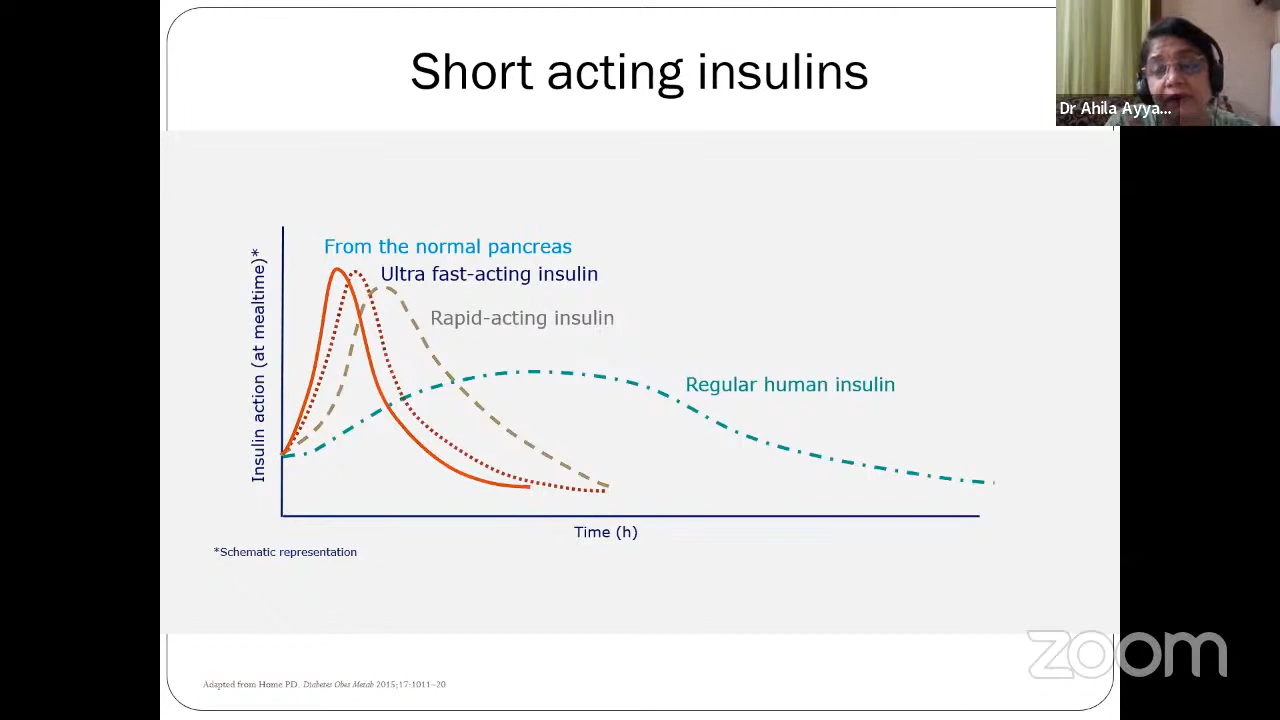 Short acting insulins
Dr Ahila Ayya...
From the normal pancreas
Ultra fast-acting insulin
Rapid-acting insulin
Regular human insulin
Insulin action (at mealtime)*
Time (h)
*Schematic representation
zoom
Adapted from Home PD. Diabetes Obes Metab 2015;17:1011–20